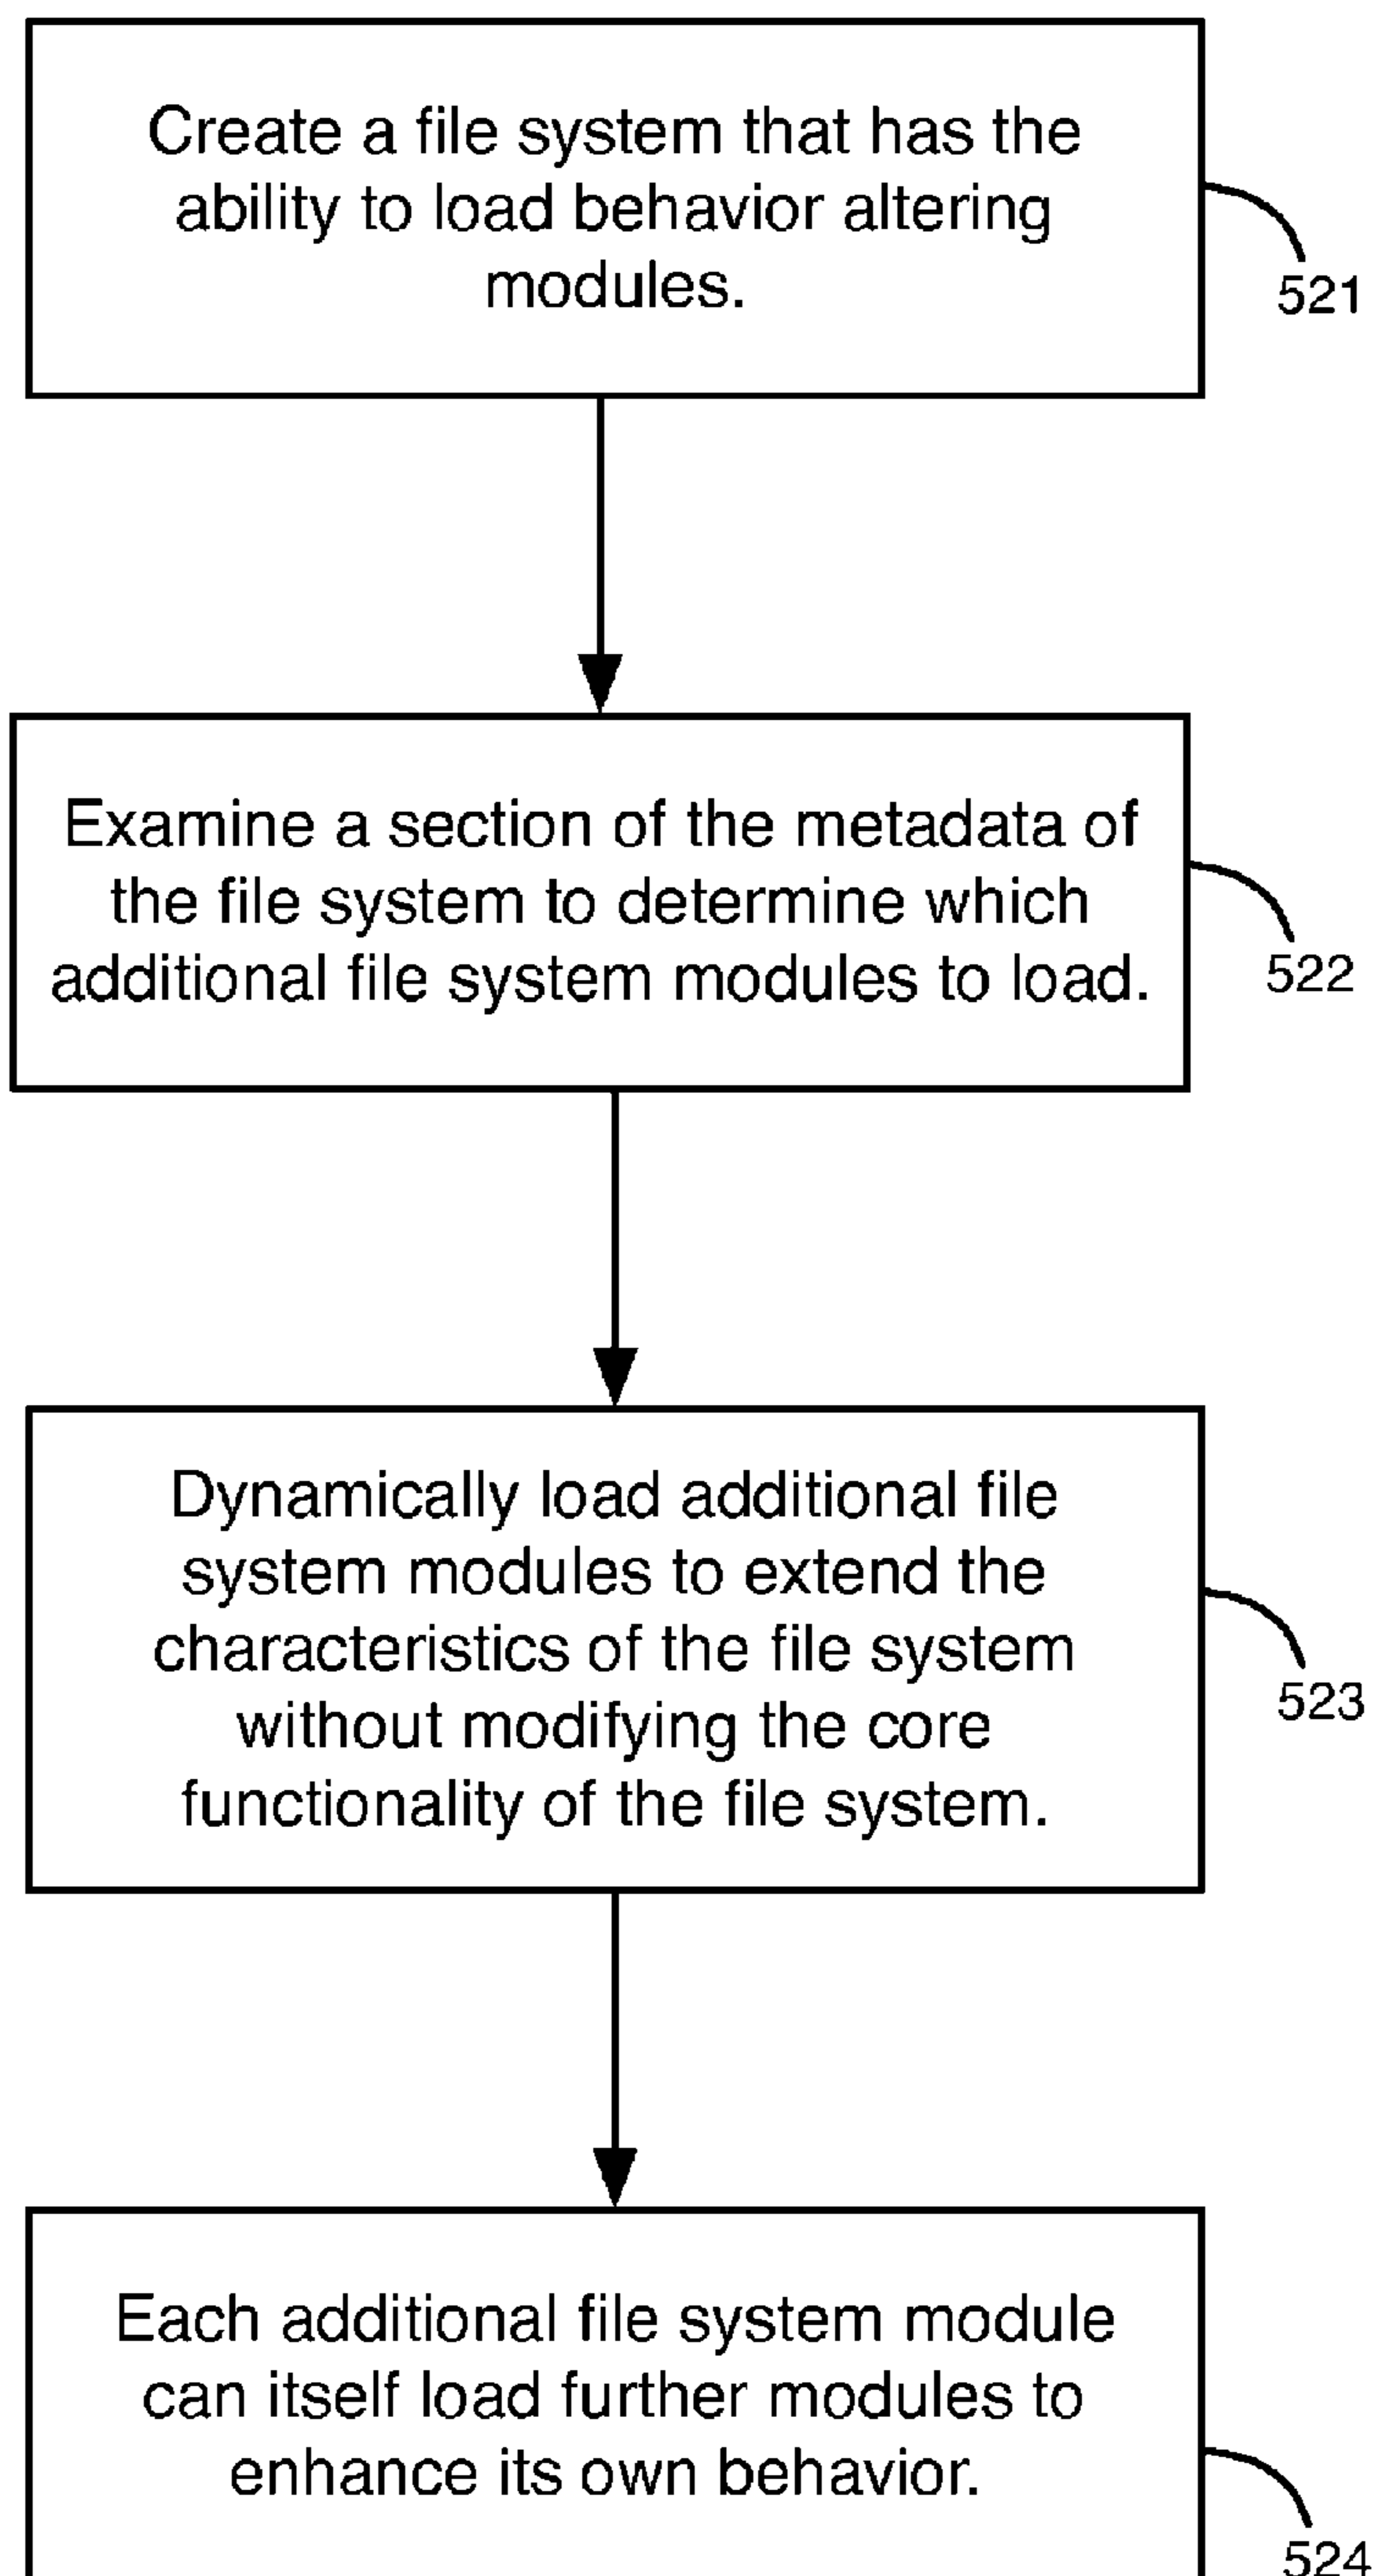 Create a file system that has the
ability to load behavior altering
modules.
521
Examine a section of the metadata of
the file system to determine which
additional file system modules to load.
522
Dynamically load additional file
system modules to extend the
characteristics of the file system
without modifying the core
functionality of the file system.
523
Each additional file system module
can itself load further modules to
enhance its own behavior.
524